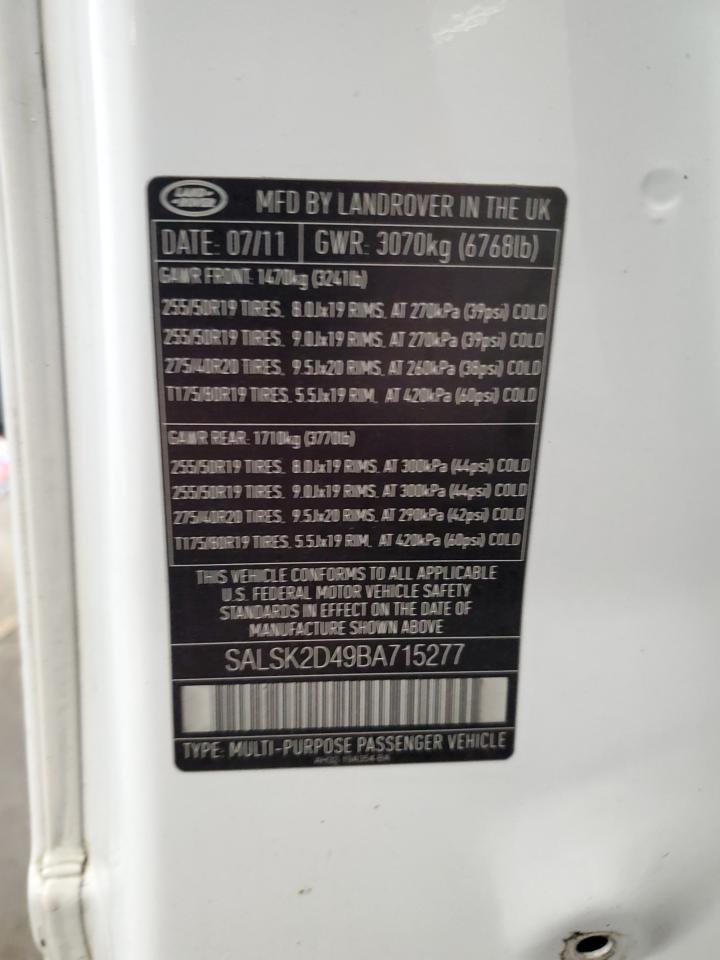 LAND-
-ROVER
MFD BY LANDROVER IN THE UK
DATE: 07/11 GWR: 3070kg (6768lb)
GAWR FRONT: 1470kg (3241lb)
255/50R19 TIRES, 8.0Jx19 RIMS, AT 270kPa (39psi) COLD
255/50R19 TIRES, 9.0Jx19 RIMS, AT 270kPa (39psi) COLD
275/40R20 TIRES, 9.5Jx20 RIMS, AT 260kPa (38psi) COLD
T175/80R19 TIRES, 5.5Jx19 RIM, AT 420kPa (60psi) COLD
GAWR REAR: 1710kg (3770lb)
255/50R19 TIRES, 8.0Jx19 RIMS, AT 300kPa (44psi) COLD
255/50R19 TIRES, 9.0Jx19 RIMS, AT 300kPa (44psi) COLD
275/40R20 TIRES, 9.5Jx20 RIMS, AT 290kPa (42psi) COLD
T175/80R19 TIRES, 5.5Jx19 RIM, AT 420kPa (60psi) COLD
THIS VEHICLE CONFORMS TO ALL APPLICABLE
U.S. FEDERAL MOTOR VEHICLE SAFETY
STANDARDS IN EFFECT ON THE DATE OF
MANUFACTURE SHOWN ABOVE
SALSK2D49BA715277
TYPE: MULTI-PURPOSE PASSENGER VEHICLE